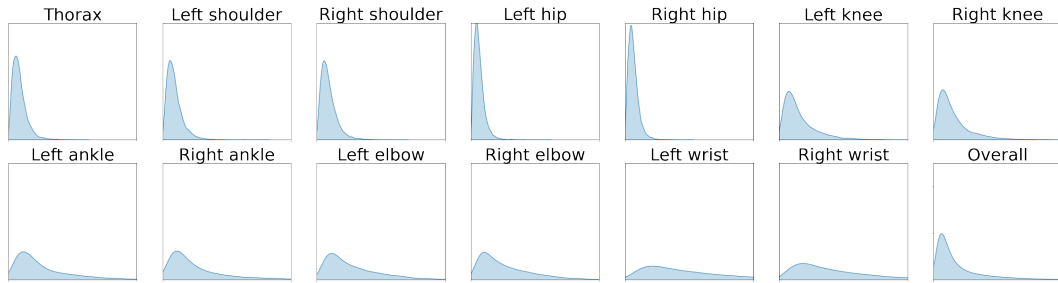 Thorax Left shoulder Right shoulder Left hip Right hip Left knee Right knee
Left ankle Right ankle Left elbow Right elbow Left wrist Right wrist Overall